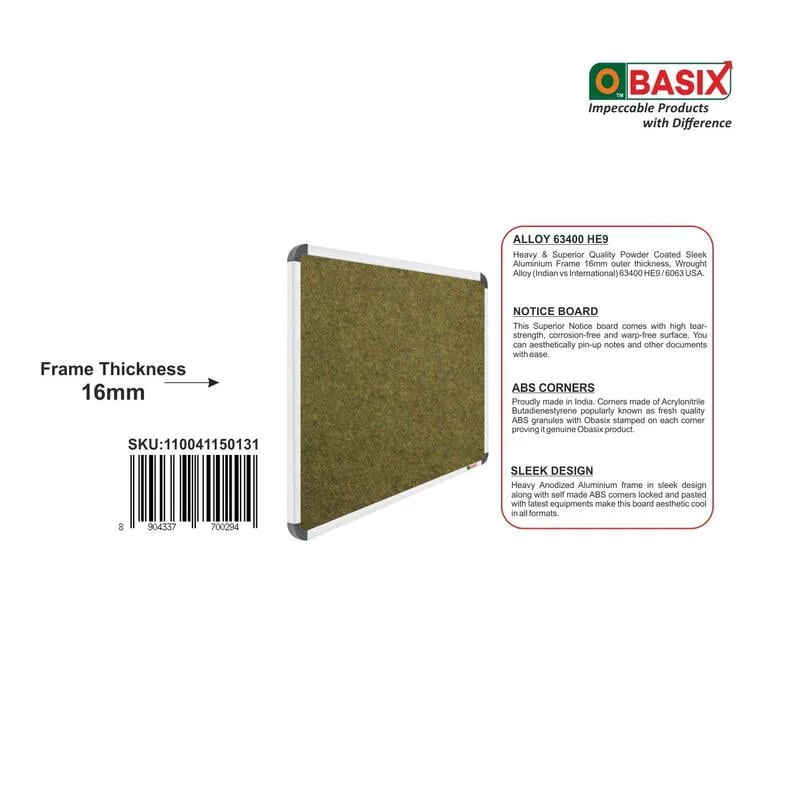 OBASIX
TM
Impeccable Products
with Difference
ALLOY 63400 HE9
Heavy & Superior Quality Powder Coated Sleek
Aluminium Frame 16mm outer thickness, Wrought
Alloy (Indian vs International) 63400 HE9 / 6063 USA.
NOTICE BOARD
This Superior Notice board comes with high tear-
strength, corrosion-free and warp-free surface. You
can aesthetically pin-up notes and other documents
with ease.
Frame Thickness
16mm
ABS CORNERS
Proudly made in India. Corners made of Acrylonitrile
Butadienestyrene popularly known as fresh quality
ABS granules with Obasix stamped on each corner
proving it genuine Obasix product.
SKU:110041150131
8 904337 700294
SLEEK DESIGN
Heavy Anodized Aluminium frame in sleek design
along with self made ABS corners locked and pasted
with latest equipments make this board aesthetic cool
in all formats.